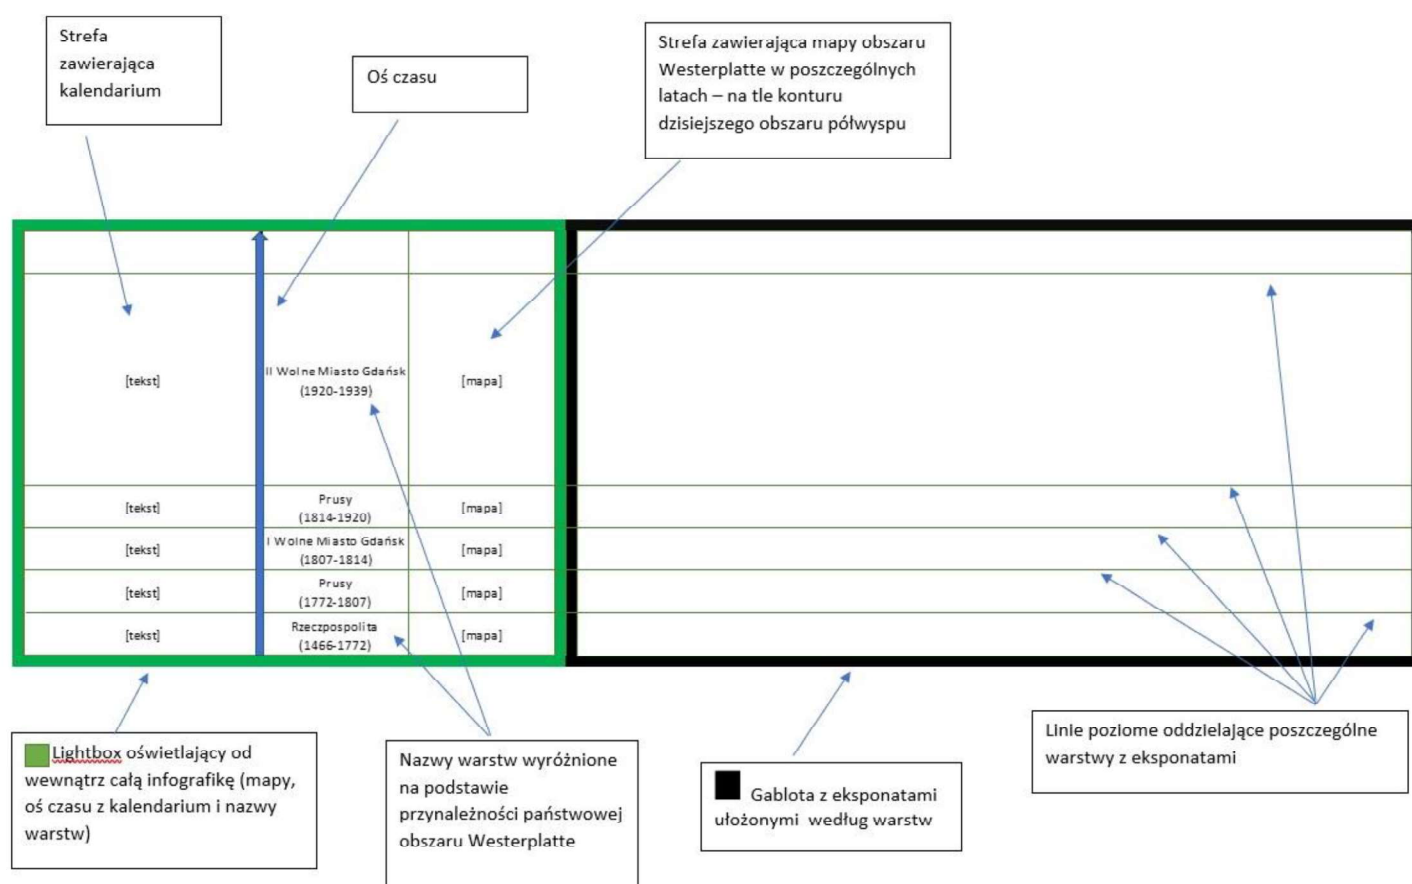 Strefa
zawierająca
kalendarium
Oś czasu
Strefa zawierająca mapy obszaru
Westerplatte w poszczególnych
latach – na tle konturu
dzisiejszego obszaru półwyspu
[tekst]
II Wolne Miasto Gdańsk
(1920-1939)
[mapa]
[tekst]
Prusy
(1814-1920)
[mapa]
[tekst]
I Wolne Miasto Gdańsk
(1807-1814)
[mapa]
[tekst]
Prusy
(1772-1807)
[mapa]
[tekst]
Rzeczpospolita
(1466-1772)
[mapa]
Lightbox oświetlający od
wewnątrz całą infografikę (mapy,
oś czasu z kalendarium i nazwy
warstw)
Nazwy warstw wyróżnione
na podstawie
przynależności państwowej
obszaru Westerplatte
Gablota z eksponatami
ułożonymi według warstw
Linie poziome oddzielające poszczególne
warstwy z eksponatami